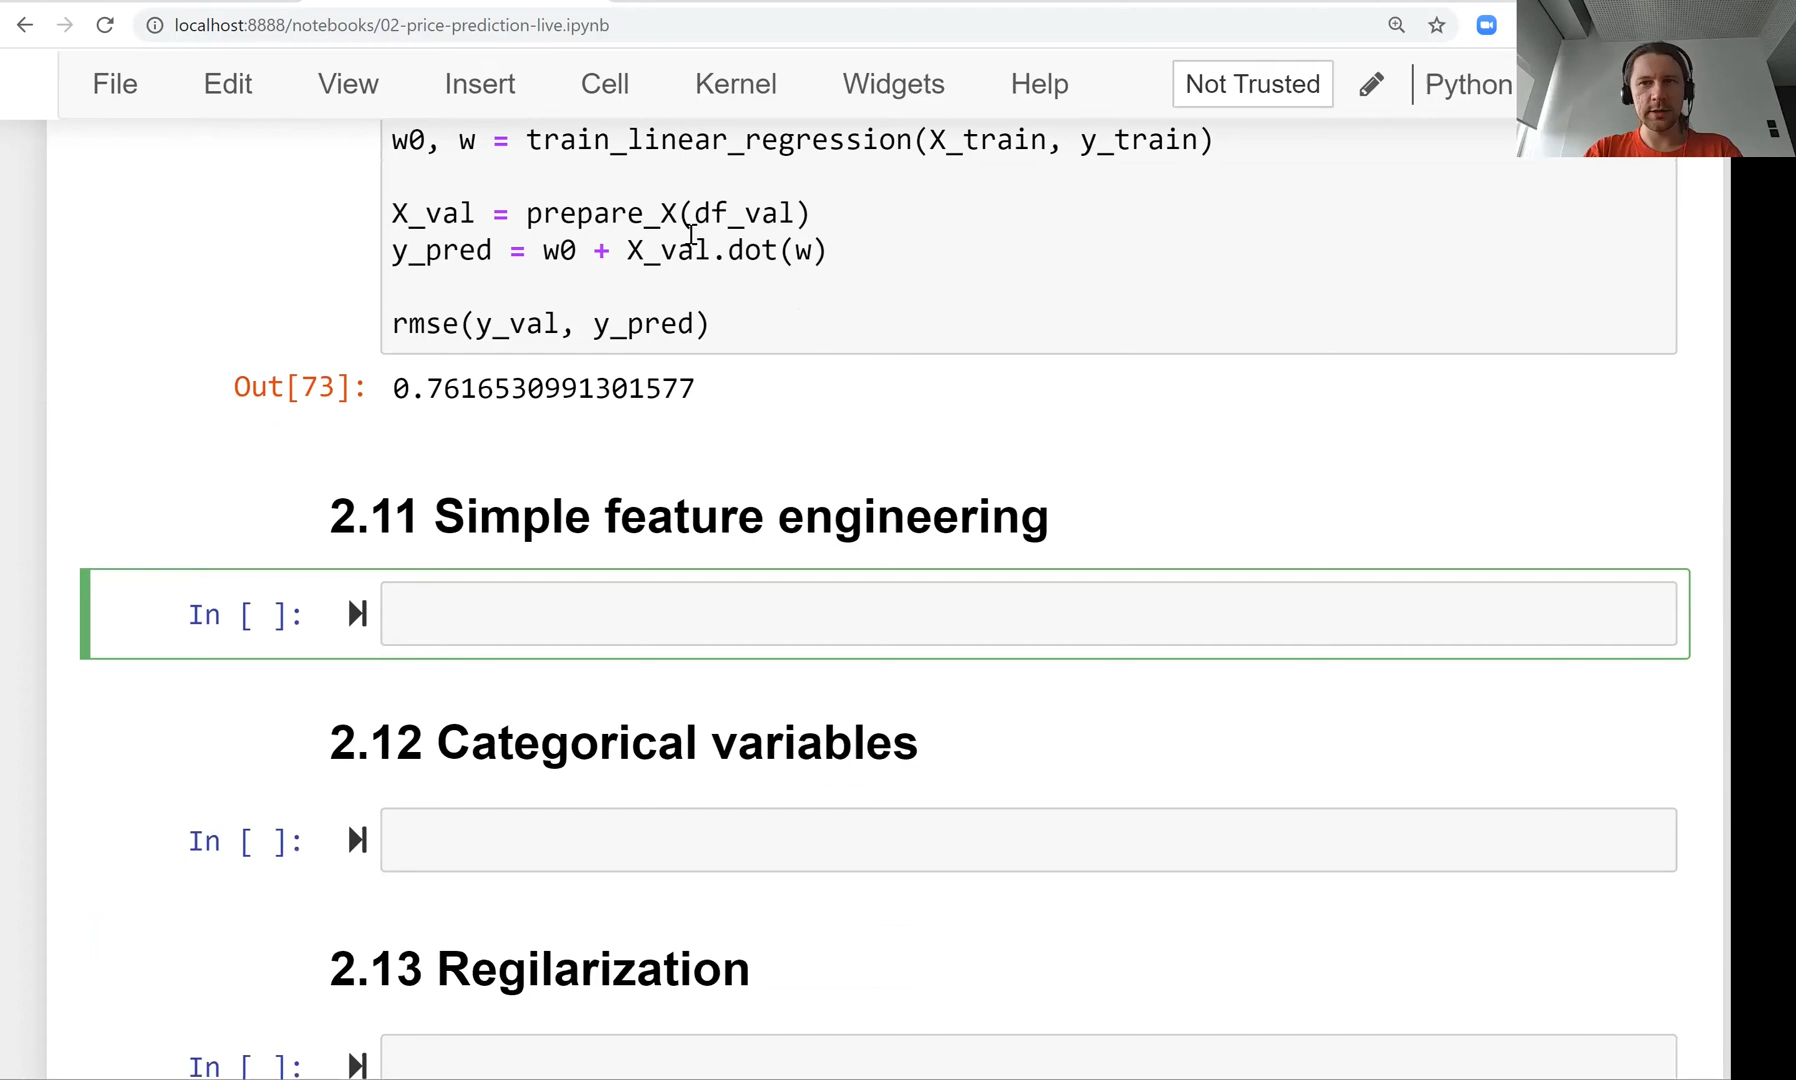 localhost:8888/notebooks/02-price-prediction-live.ipynb
File Edit View Insert Cell Kernel Widgets Help Not Trusted Python
w0, w = train_linear_regression(X_train, y_train)
X_val = prepare_X(df_val)
y_pred = w0 + X_val.dot(w)
rmse(y_val, y_pred)
Out[73]: 0.7616530991301577
2.11 Simple feature engineering
In [ ]:
2.12 Categorical variables
In [ ]:
2.13 Regilarization
In [ ]: